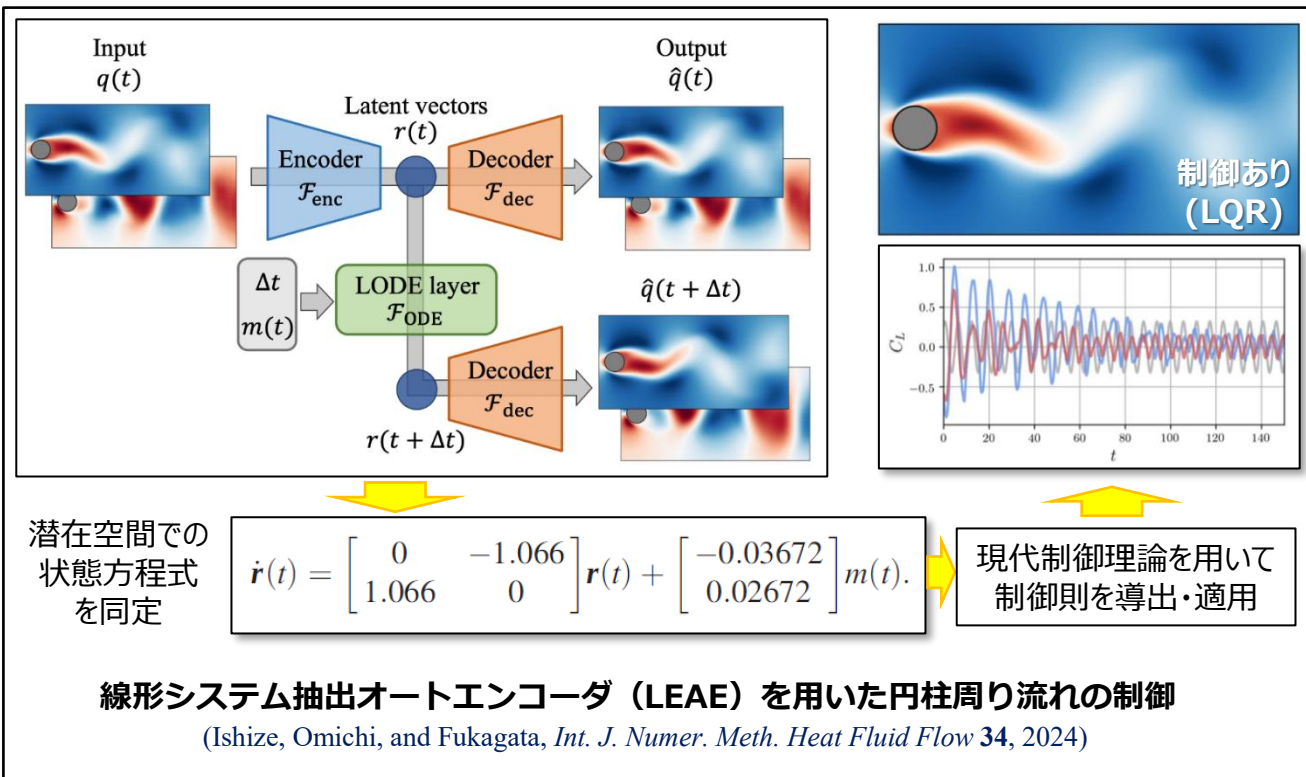 Input
q(t)
Output
q̂(t)
Latent vectors
r(t)
Encoder
ℱenc
Decoder
ℱdec
Δt
m(t)
LODE layer
ℱODE
q̂(t + Δt)
Decoder
ℱdec
r(t + Δt)
制御あり
(LQR)
C_L
1.0
0.5
0.0
−0.5
0 20 40 60 80 100 120 140
t
潜在空間での
状態方程式
を同定
ṙ(t) = [ 0 −1.066 ; 1.066 0 ] r(t) + [ −0.03672 ; 0.02672 ] m(t).
現代制御理論を用いて
制御則を導出・適用
線形システム抽出オートエンコーダ（LEAE）を用いた円柱周り流れの制御
(Ishize, Omichi, and Fukagata, Int. J. Numer. Meth. Heat Fluid Flow 34, 2024)